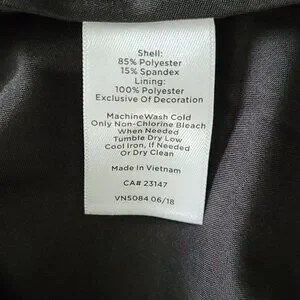 Shell:
85% Polyester
15% Spandex
Lining:
100% Polyester
Exclusive Of Decoration
MachineWash Cold
Only Non-Chlorine Bleach
When Needed
Tumble Dry Low
Cool Iron, If Needed
Or Dry Clean
Made In Vietnam
CA# 23147
VNS084 06/18